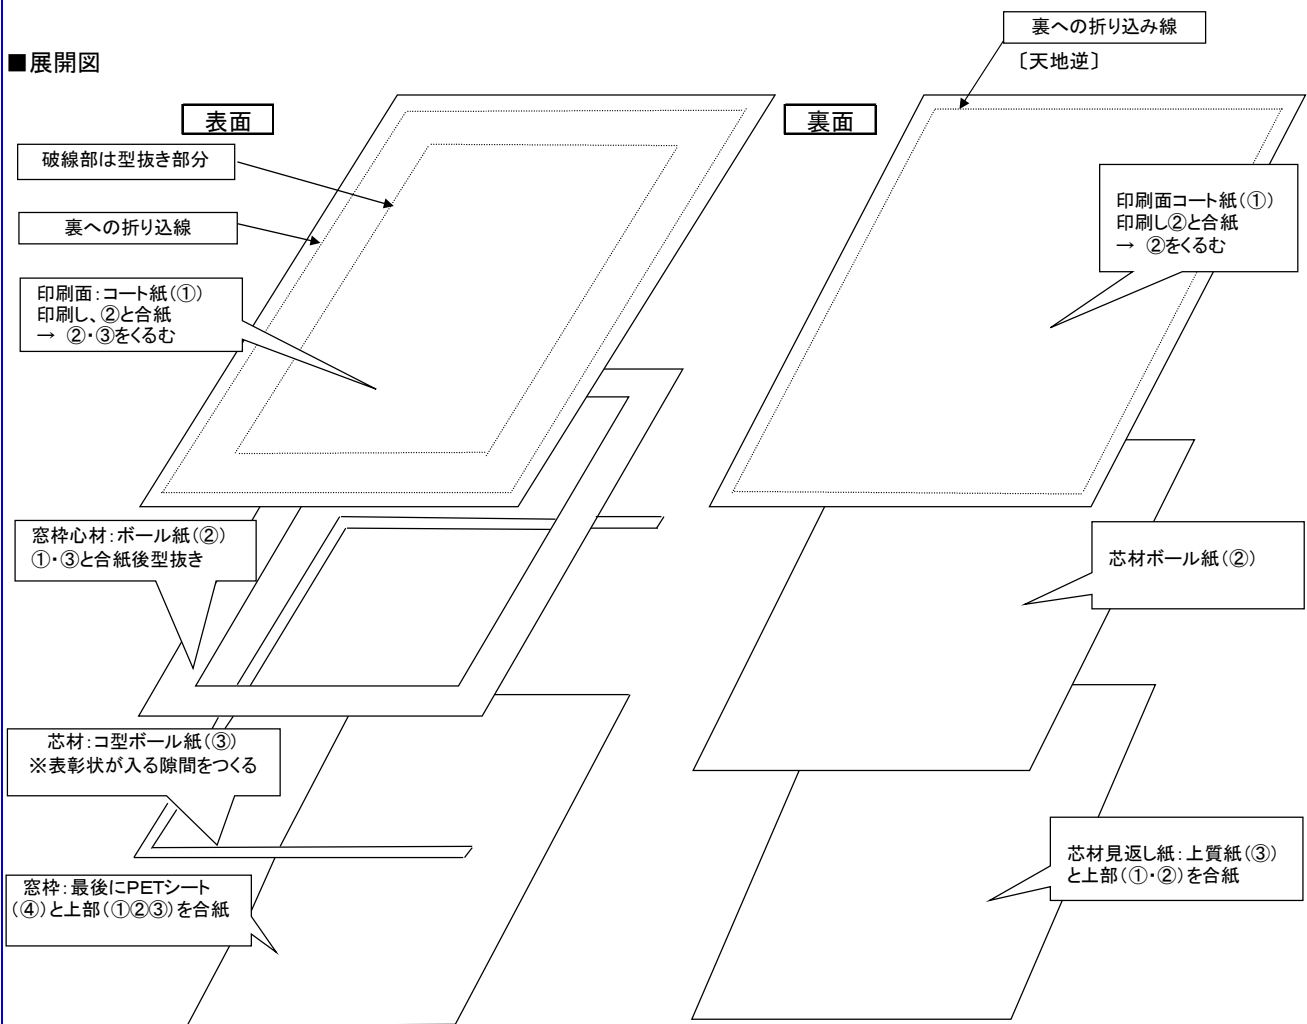 ■展開図
表面
破線部は型抜き部分
裏への折り込線
印刷面：コート紙（①）
印刷し、②と合紙
→ ②・③をくるむ
窓枠心材：ボール紙（②）
①・③と合紙後型抜き
芯材：コ型ボール紙（③）
※表彰状が入る隙間をつくる
窓枠：最後にPETシート
（④）と上部（①②③）を合紙
裏への折り込み線
〔天地逆〕
裏面
印刷面コート紙（①）
印刷し②と合紙
→ ②をくるむ
芯材ボール紙（②）
芯材見返し紙：上質紙（③）
と上部（①・②）を合紙